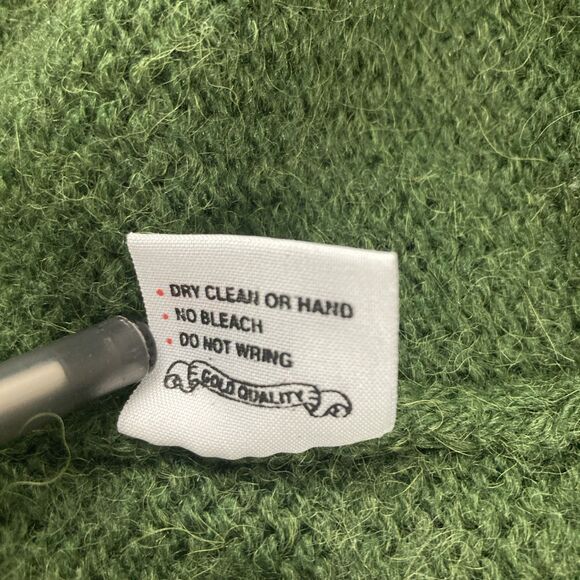 • DRY CLEAN OR HAND
• NO BLEACH
• DO NOT WRING
GOLD QUALITY